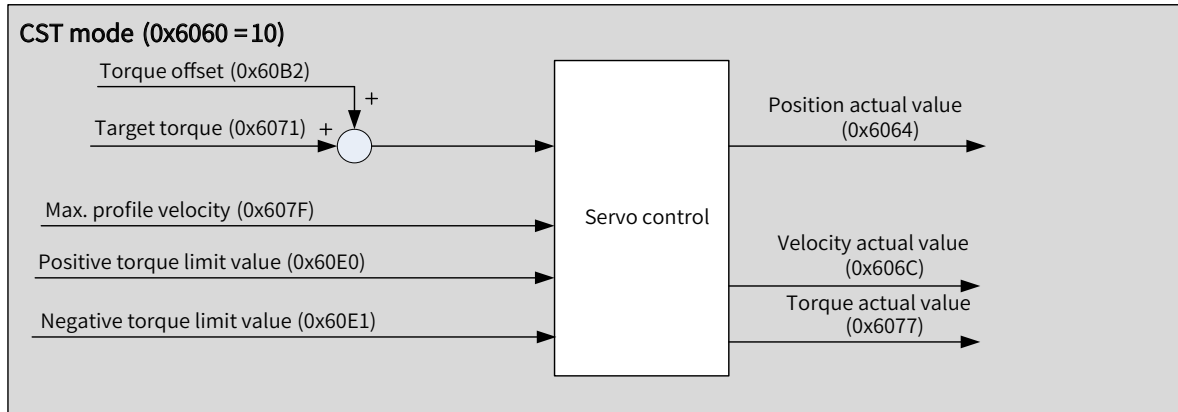 CST mode (0x6060 = 10)
Torque offset (0x60B2)
+
Target torque (0x6071)
+
Position actual value
(0x6064)
Max. profile velocity (0x607F)
Servo control
Positive torque limit value (0x60E0)
Velocity actual value
(0x606C)
Negative torque limit value (0x60E1)
Torque actual value
(0x6077)